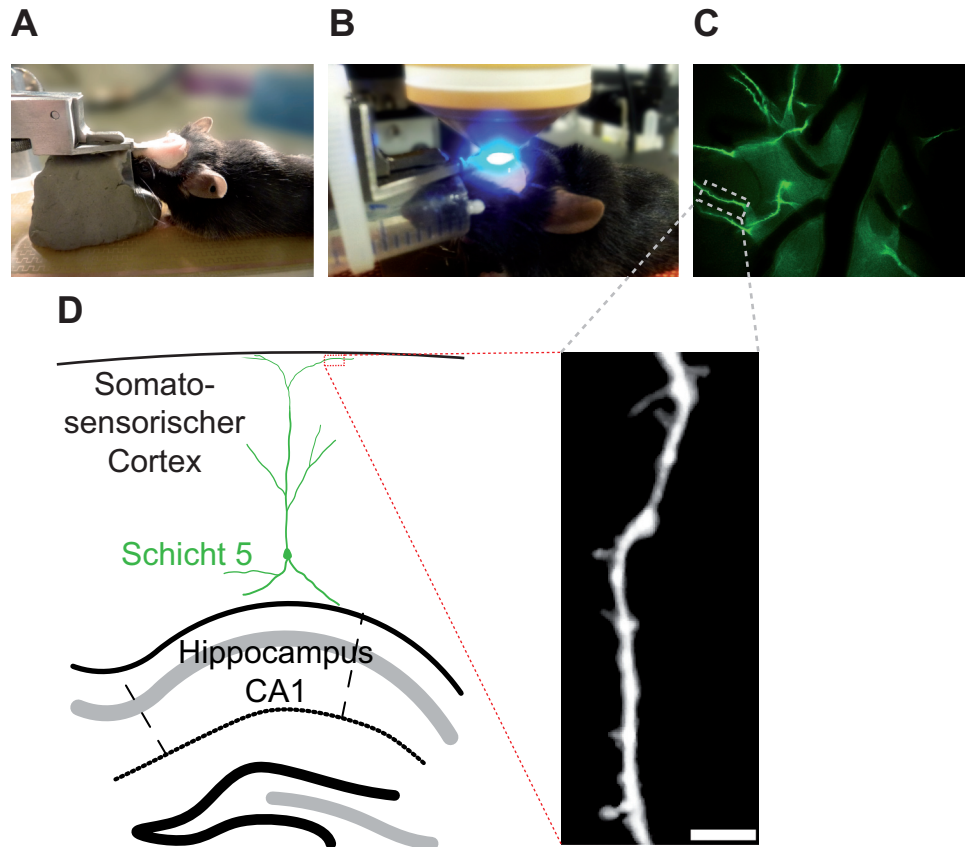 A
B
C
D
Somato-
sensorischer
Cortex
Schicht 5
Hippocampus
CA1